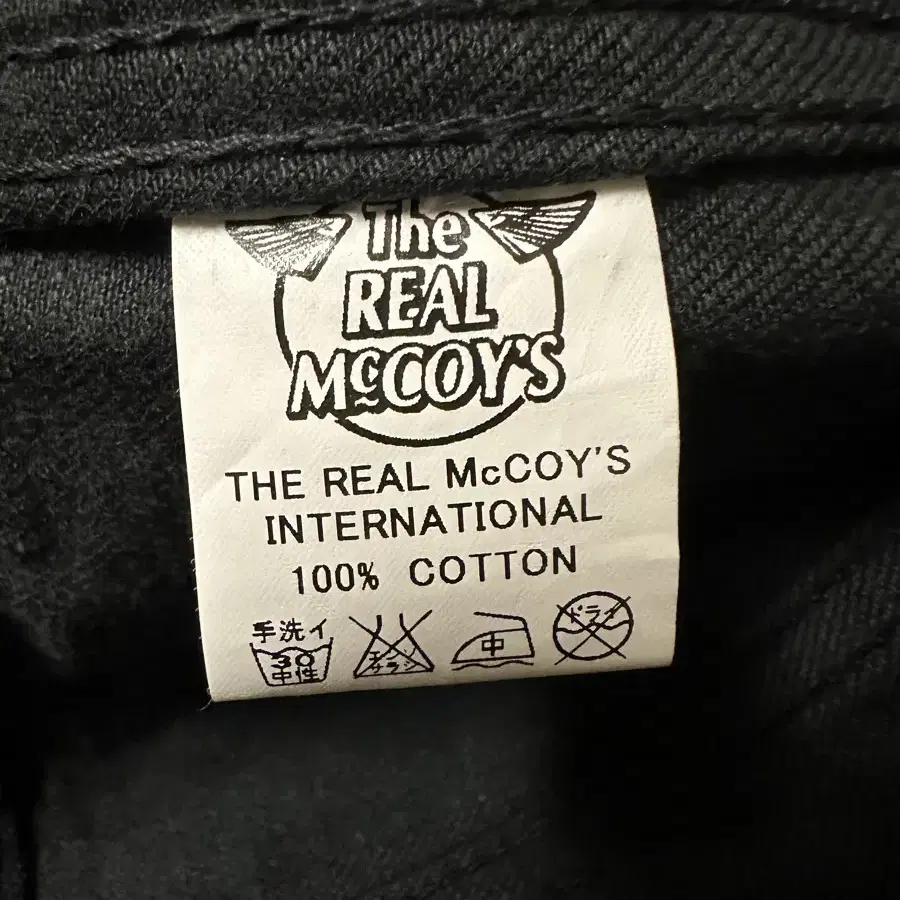 The
REAL
McCOY'S
THE REAL McCOY'S
INTERNATIONAL
100% COTTON
手洗イ
30
中性
エンソ
サラシ
中
ドライ